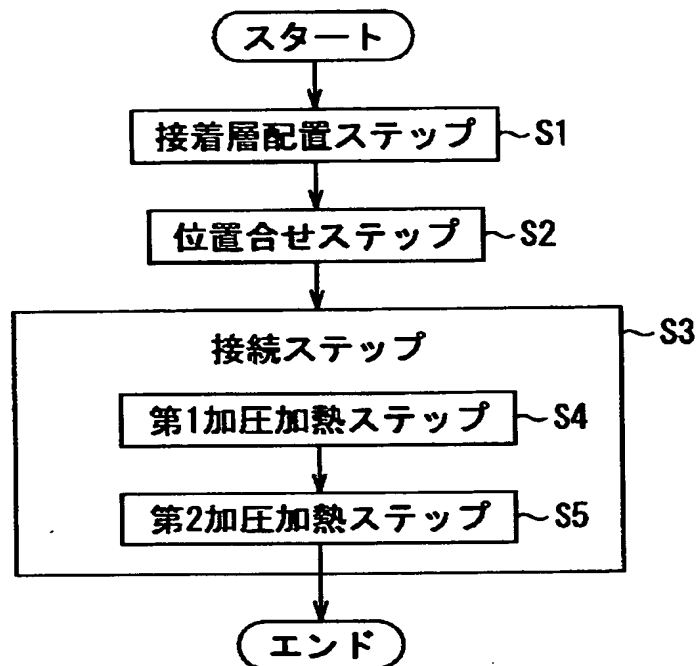 スタート
接着層配置ステップ S1
位置合せステップ S2
接続ステップ S3
第1加圧加熱ステップ S4
第2加圧加熱ステップ S5
エンド